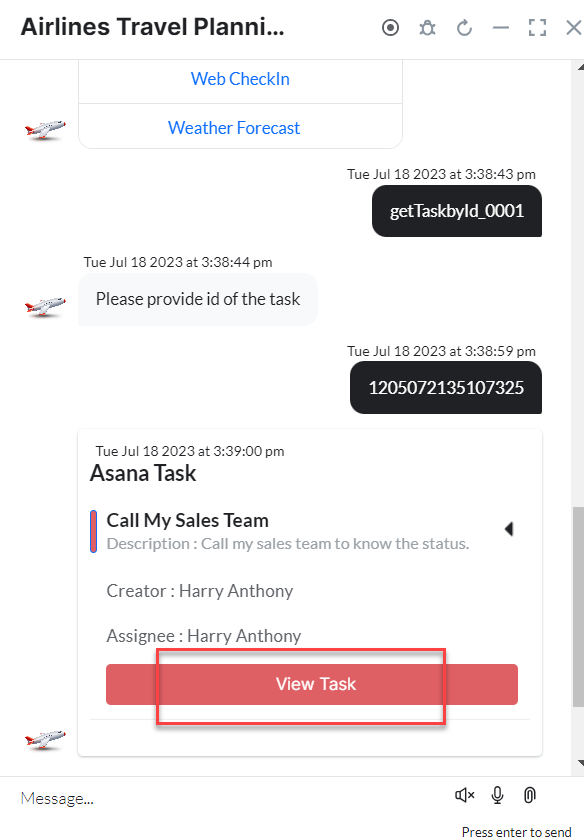 Airlines Travel Planni...
Web CheckIn
Weather Forecast
Tue Jul 18 2023 at 3:38:43 pm
getTaskbyId_0001
Tue Jul 18 2023 at 3:38:44 pm
Please provide id of the task
Tue Jul 18 2023 at 3:38:59 pm
1205072135107325
Tue Jul 18 2023 at 3:39:00 pm
Asana Task
Call My Sales Team
Description : Call my sales team to know the status.
Creator : Harry Anthony
Assignee : Harry Anthony
View Task
Message...
Press enter to send